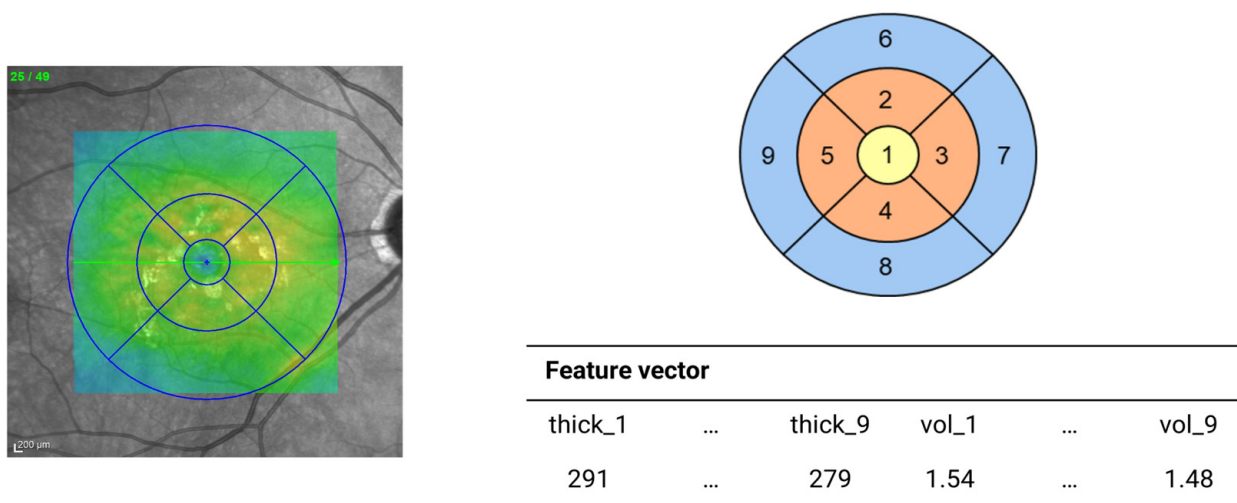 25 / 49
200 µm
6
2
9 5 1 3 7
4
8
Feature vector
thick_1 ... thick_9 vol_1 ... vol_9
291 ... 279 1.54 ... 1.48